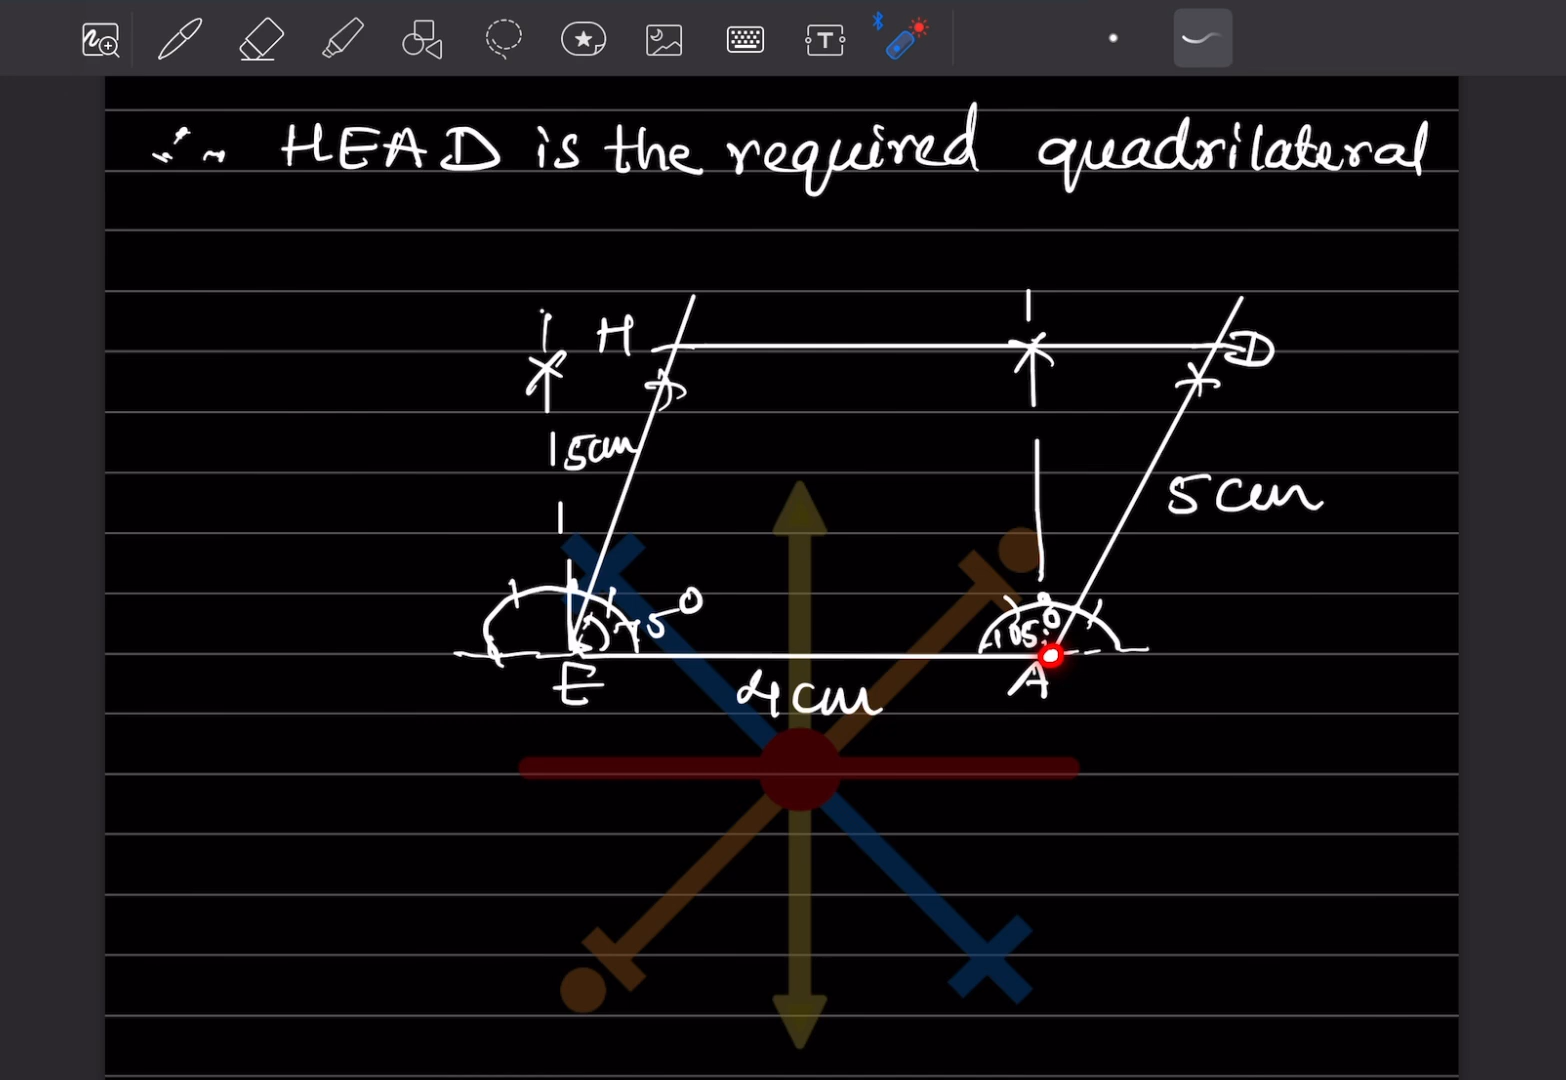 ∴ HEAD is the required quadrilateral
H
D
5cm
5cm
75°
105°
E
A
4cm